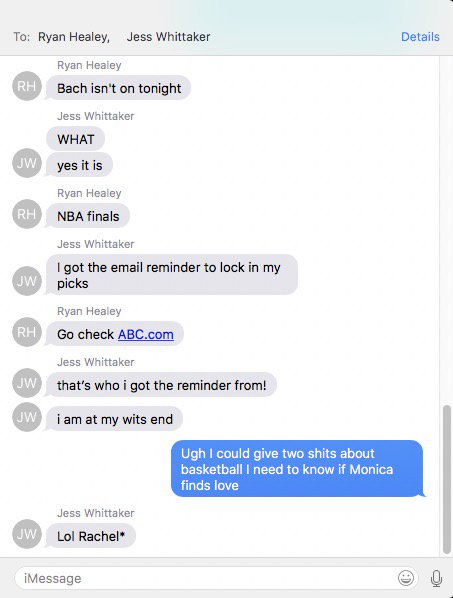 To: Ryan Healey, Jess Whittaker Details
Ryan Healey
RH
Bach isn't on tonight
Jess Whittaker
WHAT
JW
yes it is
Ryan Healey
RH
NBA finals
Jess Whittaker
JW
I got the email reminder to lock in my
picks
Ryan Healey
RH
Go check ABC.com
Jess Whittaker
JW
that's who i got the reminder from!
JW
i am at my wits end
Ugh I could give two shits about
basketball I need to know if Monica
finds love
Jess Whittaker
JW
Lol Rachel*
iMessage